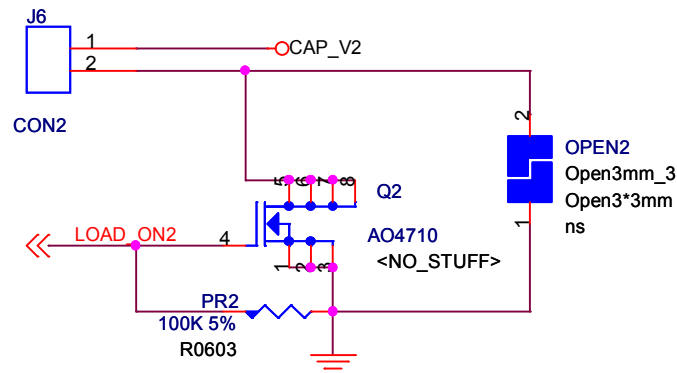 J6
1
CAP_V2
2
CON2
2
OPEN2
Open3mm_3
Open3*3mm
ns
1
5 6 7 8
Q2
LOAD_ON2
4
AO4710
<NO_STUFF>
1 2 3
PR2
100K 5%
R0603